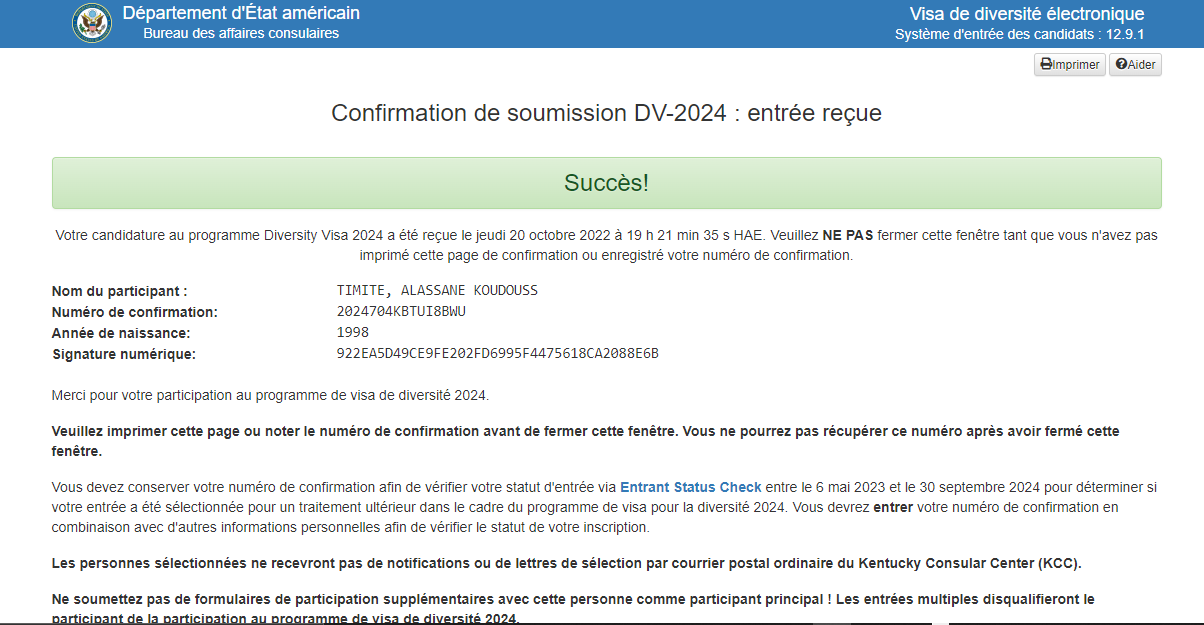 Département d'État américain
Bureau des affaires consulaires
Visa de diversité électronique
Système d'entrée des candidats : 12.9.1
Imprimer
Aider
Confirmation de soumission DV-2024 : entrée reçue
Succès!
Votre candidature au programme Diversity Visa 2024 a été reçue le jeudi 20 octobre 2022 à 19 h 21 min 35 s HAE. Veuillez NE PAS fermer cette fenêtre tant que vous n'avez pas
imprimé cette page de confirmation ou enregistré votre numéro de confirmation.
Nom du participant : TIMITE, ALASSANE KOUDOUSS
Numéro de confirmation: 2024704KBTUI8BWU
Année de naissance: 1998
Signature numérique: 922EA5D49CE9FE202FD6995F4475618CA2088E6B
Merci pour votre participation au programme de visa de diversité 2024.
Veuillez imprimer cette page ou noter le numéro de confirmation avant de fermer cette fenêtre. Vous ne pourrez pas récupérer ce numéro après avoir fermé cette
fenêtre.
Vous devez conserver votre numéro de confirmation afin de vérifier votre statut d'entrée via Entrant Status Check entre le 6 mai 2023 et le 30 septembre 2024 pour déterminer si
votre entrée a été sélectionnée pour un traitement ultérieur dans le cadre du programme de visa pour la diversité 2024. Vous devrez entrer votre numéro de confirmation en
combinaison avec d'autres informations personnelles afin de vérifier le statut de votre inscription.
Les personnes sélectionnées ne recevront pas de notifications ou de lettres de sélection par courrier postal ordinaire du Kentucky Consular Center (KCC).
Ne soumettez pas de formulaires de participation supplémentaires avec cette personne comme participant principal ! Les entrées multiples disqualifieront le
participant de la participation au programme de visa de diversité 2024.